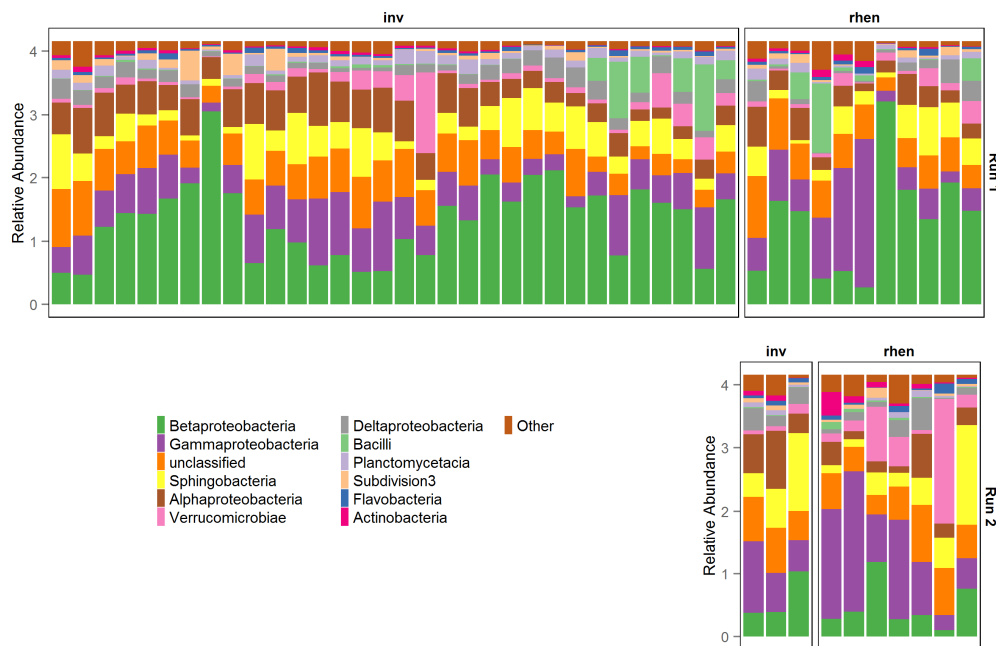 inv rhen
Relative Abundance
4
3
2
1
0
Run 1
inv rhen
Betaproteobacteria Deltaproteobacteria Other
Gammaproteobacteria Bacilli
unclassified Planctomycetacia
Sphingobacteria Subdivision3
Alphaproteobacteria Flavobacteria
Verrucomicrobiae Actinobacteria
Relative Abundance
4
3
2
1
0
Run 2